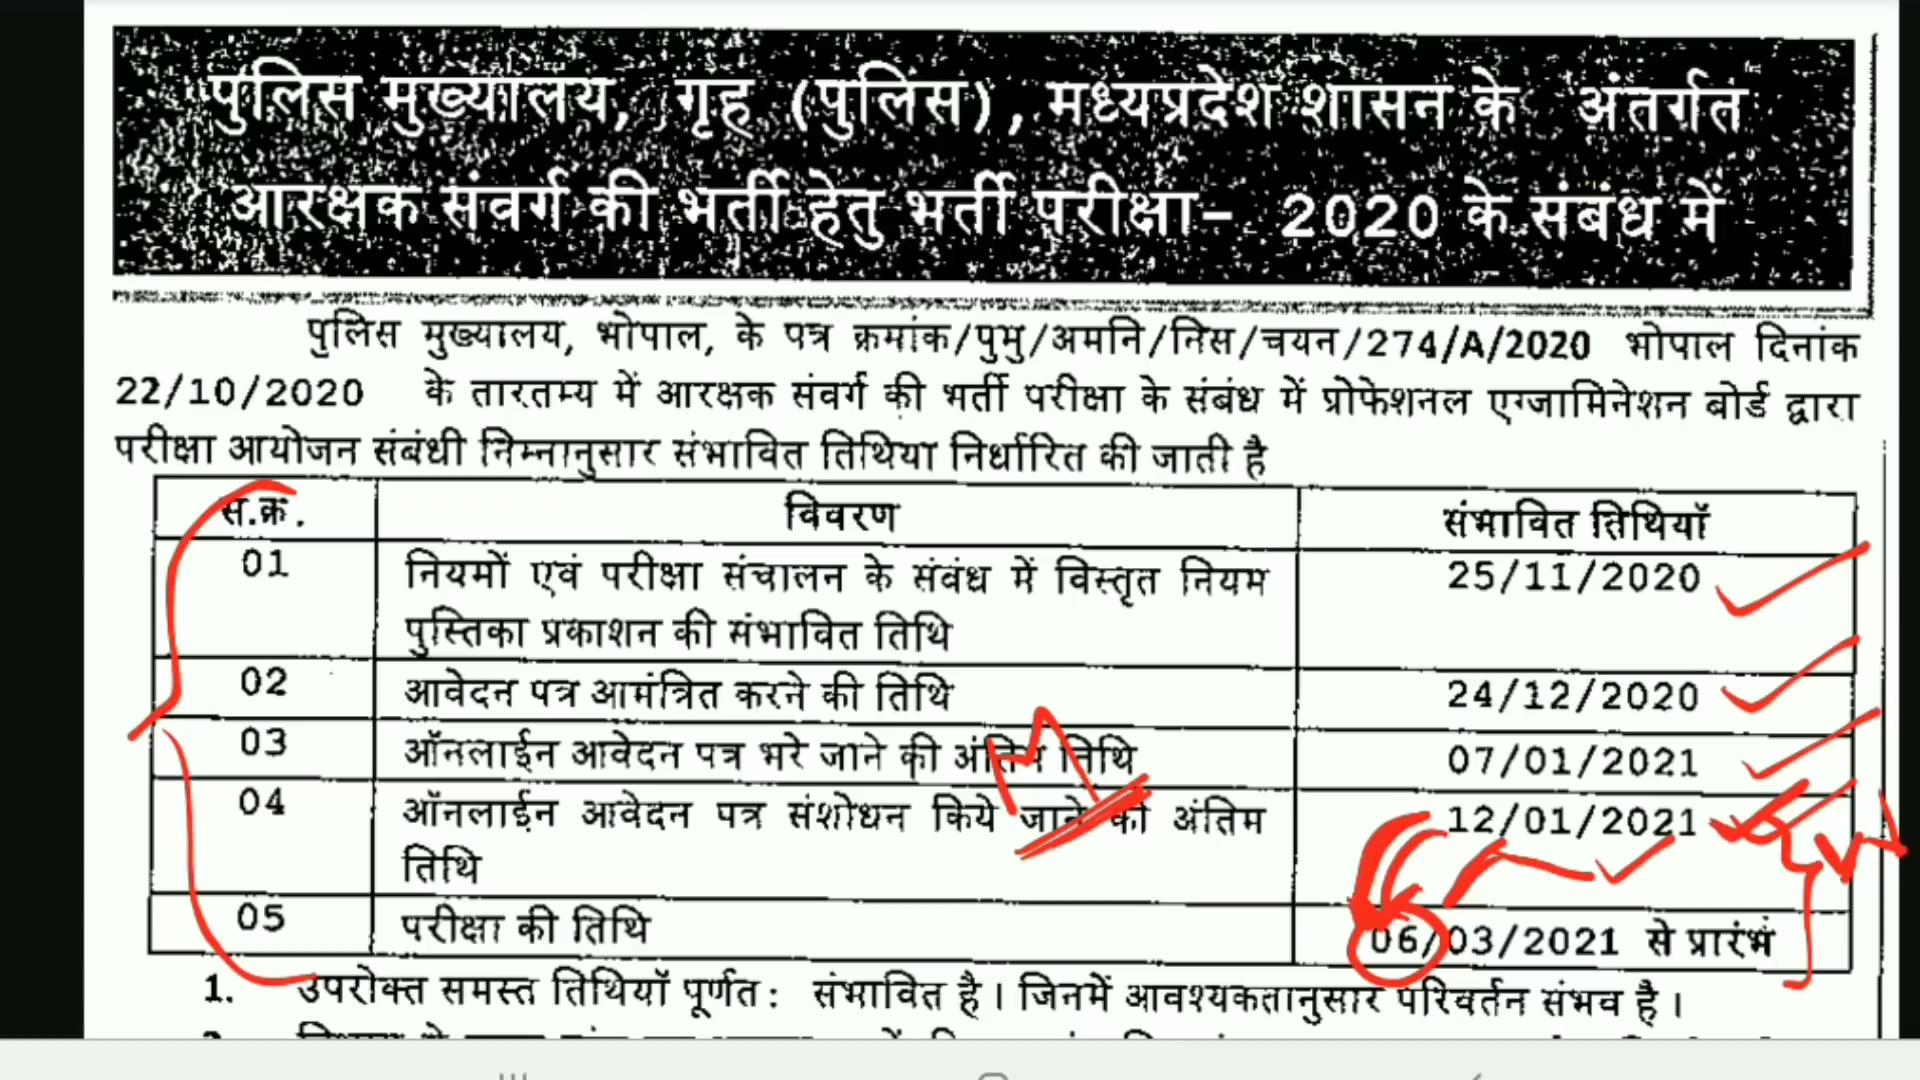 पुलिस मुख्यालय, गृह (पुलिस), मध्यप्रदेश शासन के अंतर्गत
आरक्षक संवर्ग की भर्ती हेतु भर्ती परीक्षा- 2020 के संबंध में
पुलिस मुख्यालय, भोपाल, के पत्र क्रमांक/पुमु/अमनि/निस/चयन/274/A/2020 भोपाल दिनांक
22/10/2020 के तारतम्य में आरक्षक संवर्ग की भर्ती परीक्षा के संबंध में प्रोफेशनल एग्जामिनेशन बोर्ड द्वारा
परीक्षा आयोजन संबंधी निम्नानुसार संभावित तिथिया निर्धारित की जाती है
स.क्रं. विवरण संभावित तिथियॉ
01 नियमों एवं परीक्षा संचालन के संबंध में विस्तृत नियम 25/11/2020
पुस्तिका प्रकाशन की संभावित तिथि
02 आवेदन पत्र आमंत्रित करने की तिथि 24/12/2020
03 ऑनलाईन आवेदन पत्र भरे जाने की अंतिम तिथि 07/01/2021
04 ऑनलाईन आवेदन पत्र संशोधन किये जाने की अंतिम 12/01/2021
तिथि
05 परीक्षा की तिथि 06/03/2021 से प्रारंभ
1. उपरोक्त समस्त तिथियॉ पूर्णत: संभावित है। जिनमें आवश्यकतानुसार परिवर्तन संभव है।